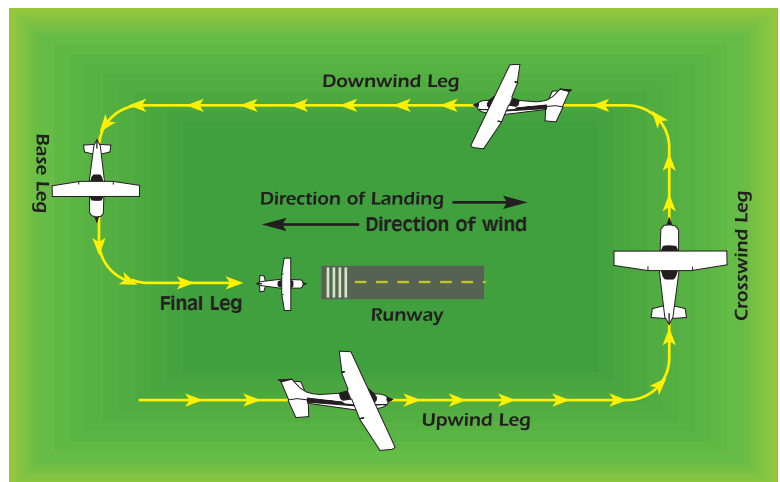 Downwind Leg
Base Leg
Direction of Landing
Direction of wind
Crosswind Leg
Final Leg
Runway
Upwind Leg